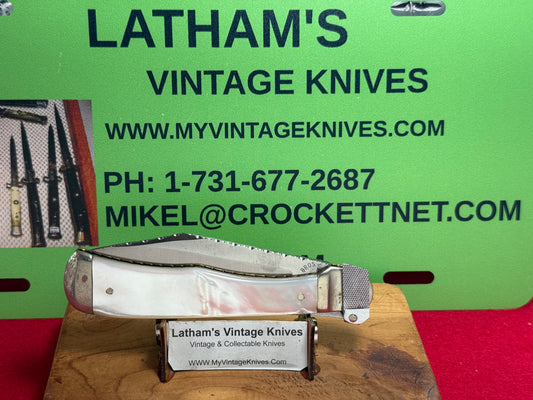 LATHAM'S
VINTAGE KNIVES
WWW.MYVINTAGEKNIVES.COM
PH: 1-731-677-2687
MIKEL@CROCKETTNET.COM
BROS
Latham's Vintage Knives
Vintage & Collectable Knives
WWW.MyVintageKnives.Com